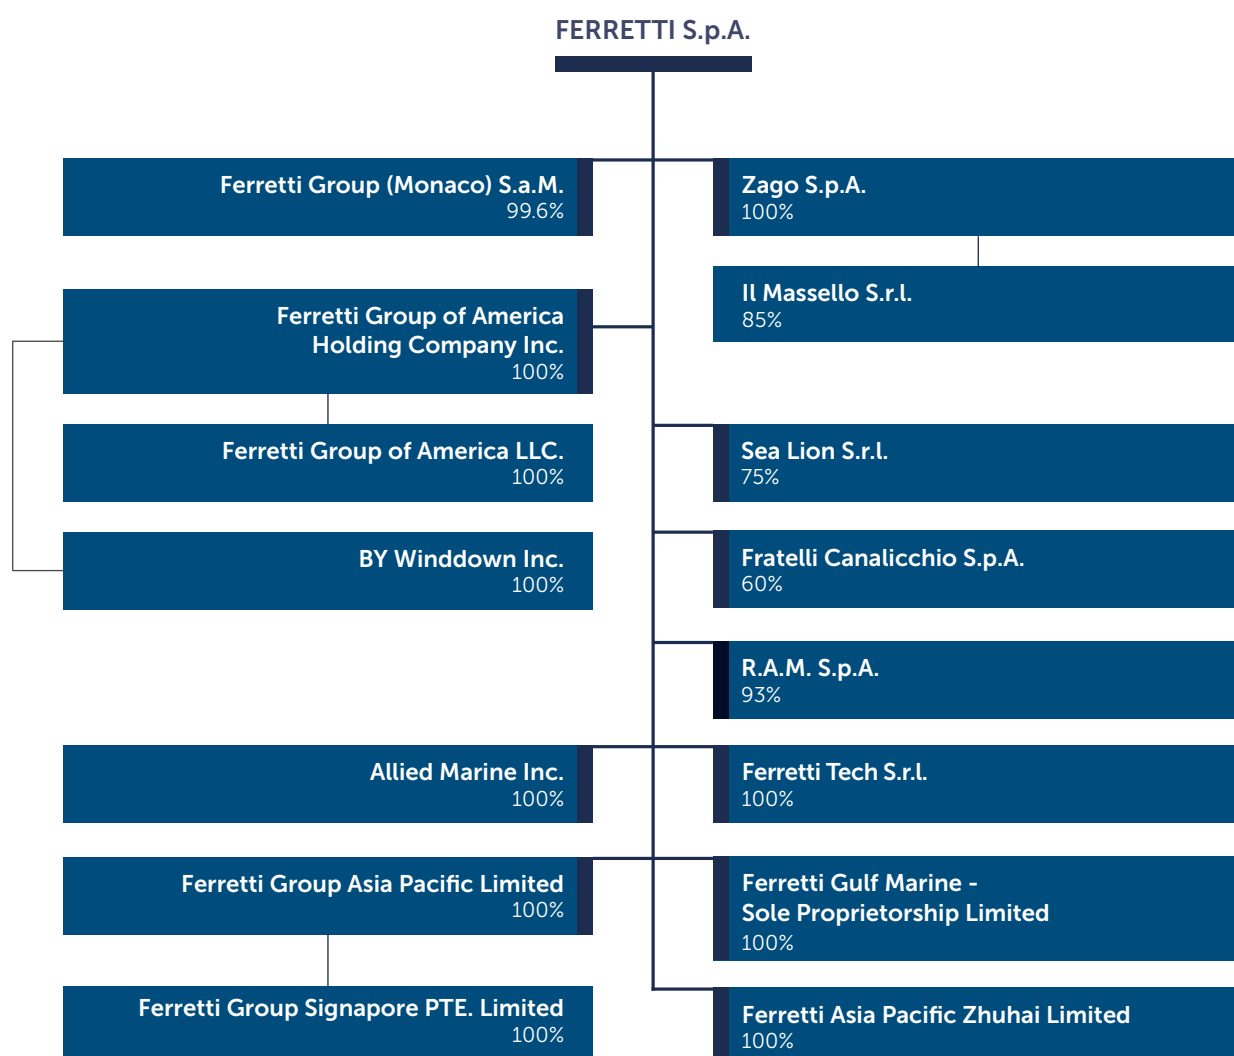 FERRETTI S.p.A.
Ferretti Group (Monaco) S.a.M.
99.6%
Zago S.p.A.
100%
Il Massello S.r.l.
85%
Ferretti Group of America
Holding Company Inc.
100%
Ferretti Group of America LLC.
100%
Sea Lion S.r.l.
75%
BY Winddown Inc.
100%
Fratelli Canalicchio S.p.A.
60%
R.A.M. S.p.A.
93%
Allied Marine Inc.
100%
Ferretti Tech S.r.l.
100%
Ferretti Group Asia Pacific Limited
100%
Ferretti Gulf Marine -
Sole Proprietorship Limited
100%
Ferretti Group Signapore PTE. Limited
100%
Ferretti Asia Pacific Zhuhai Limited
100%